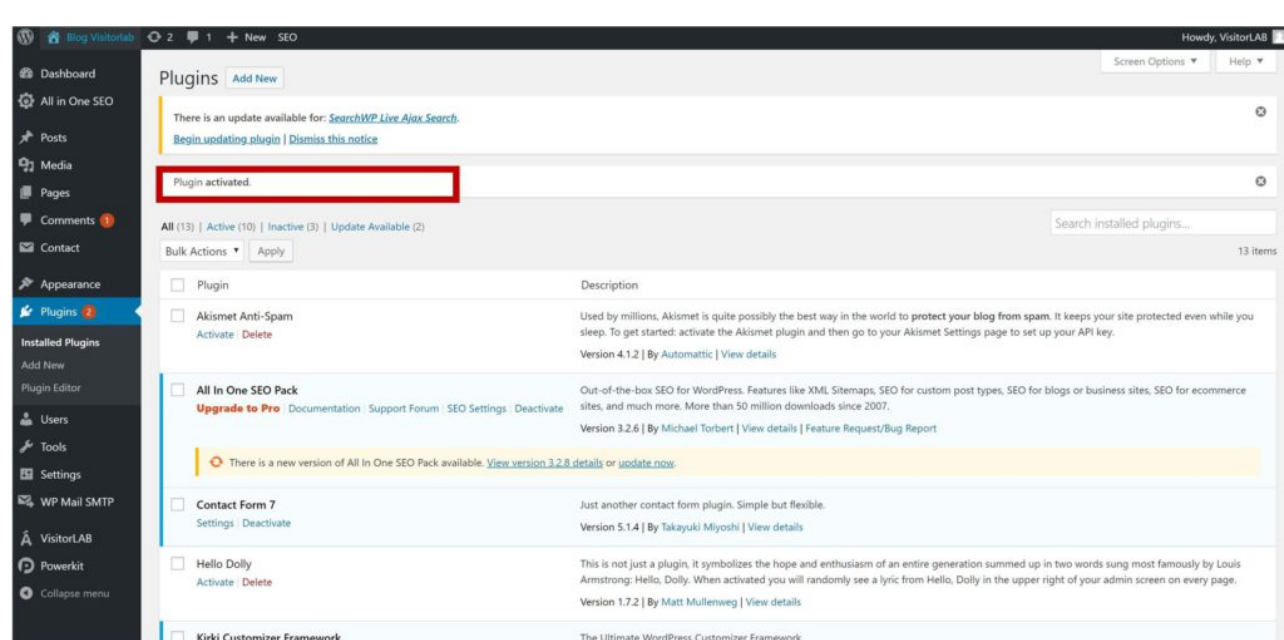 Blog Visitorlab 2 1 + New SEO Howdy, VisitorLAB
Screen Options ▼ Help ▼
Dashboard
All in One SEO
Posts
Media
Pages
Comments 1
Contact
Appearance
Plugins 2
Installed Plugins
Add New
Plugin Editor
Users
Tools
Settings
WP Mail SMTP
VisitorLAB
Powerkit
Collapse menu
Plugins Add New
There is an update available for: SearchWP Live Ajax Search.
Begin updating plugin | Dismiss this notice
Plugin activated.
All (13) | Active (10) | Inactive (3) | Update Available (2)
Search installed plugins...
Bulk Actions ▼ Apply
13 items
Plugin Description
Akismet Anti-Spam
Activate | Delete
Used by millions, Akismet is quite possibly the best way in the world to protect your blog from spam. It keeps your site protected even while you
sleep. To get started: activate the Akismet plugin and then go to your Akismet Settings page to set up your API key.
Version 4.1.2 | By Automattic | View details
All In One SEO Pack
Upgrade to Pro | Documentation | Support Forum | SEO Settings | Deactivate
Out-of-the-box SEO for WordPress. Features like XML Sitemaps, SEO for custom post types, SEO for blogs or business sites, SEO for ecommerce
sites, and much more. More than 50 million downloads since 2007.
Version 3.2.6 | By Michael Torbert | View details | Feature Request/Bug Report
There is a new version of All In One SEO Pack available. View version 3.2.8 details or update now.
Contact Form 7
Settings | Deactivate
Just another contact form plugin. Simple but flexible.
Version 5.1.4 | By Takayuki Miyoshi | View details
Hello Dolly
Activate | Delete
This is not just a plugin, it symbolizes the hope and enthusiasm of an entire generation summed up in two words sung most famously by Louis
Armstrong: Hello, Dolly. When activated you will randomly see a lyric from Hello, Dolly in the upper right of your admin screen on every page.
Version 1.7.2 | By Matt Mullenweg | View details
Kirki Customizer Framework
The Ultimate WordPress Customizer Framework